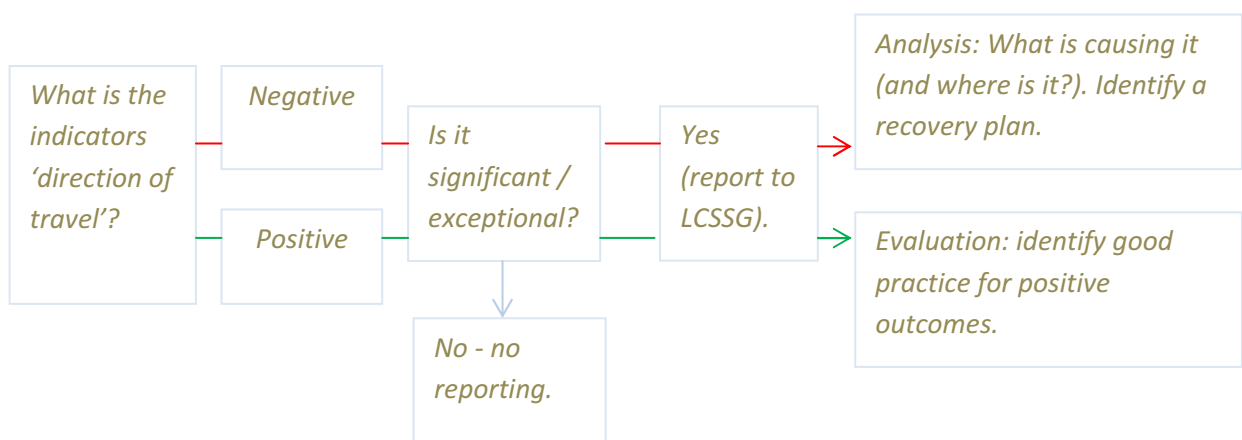 What is the
indicators
‘direction of
travel’?
Negative
Positive
Is it
significant /
exceptional?
No - no
reporting.
Yes
(report to
LCSSG).
Analysis: What is causing it
(and where is it?). Identify a
recovery plan.
Evaluation: identify good
practice for positive
outcomes.